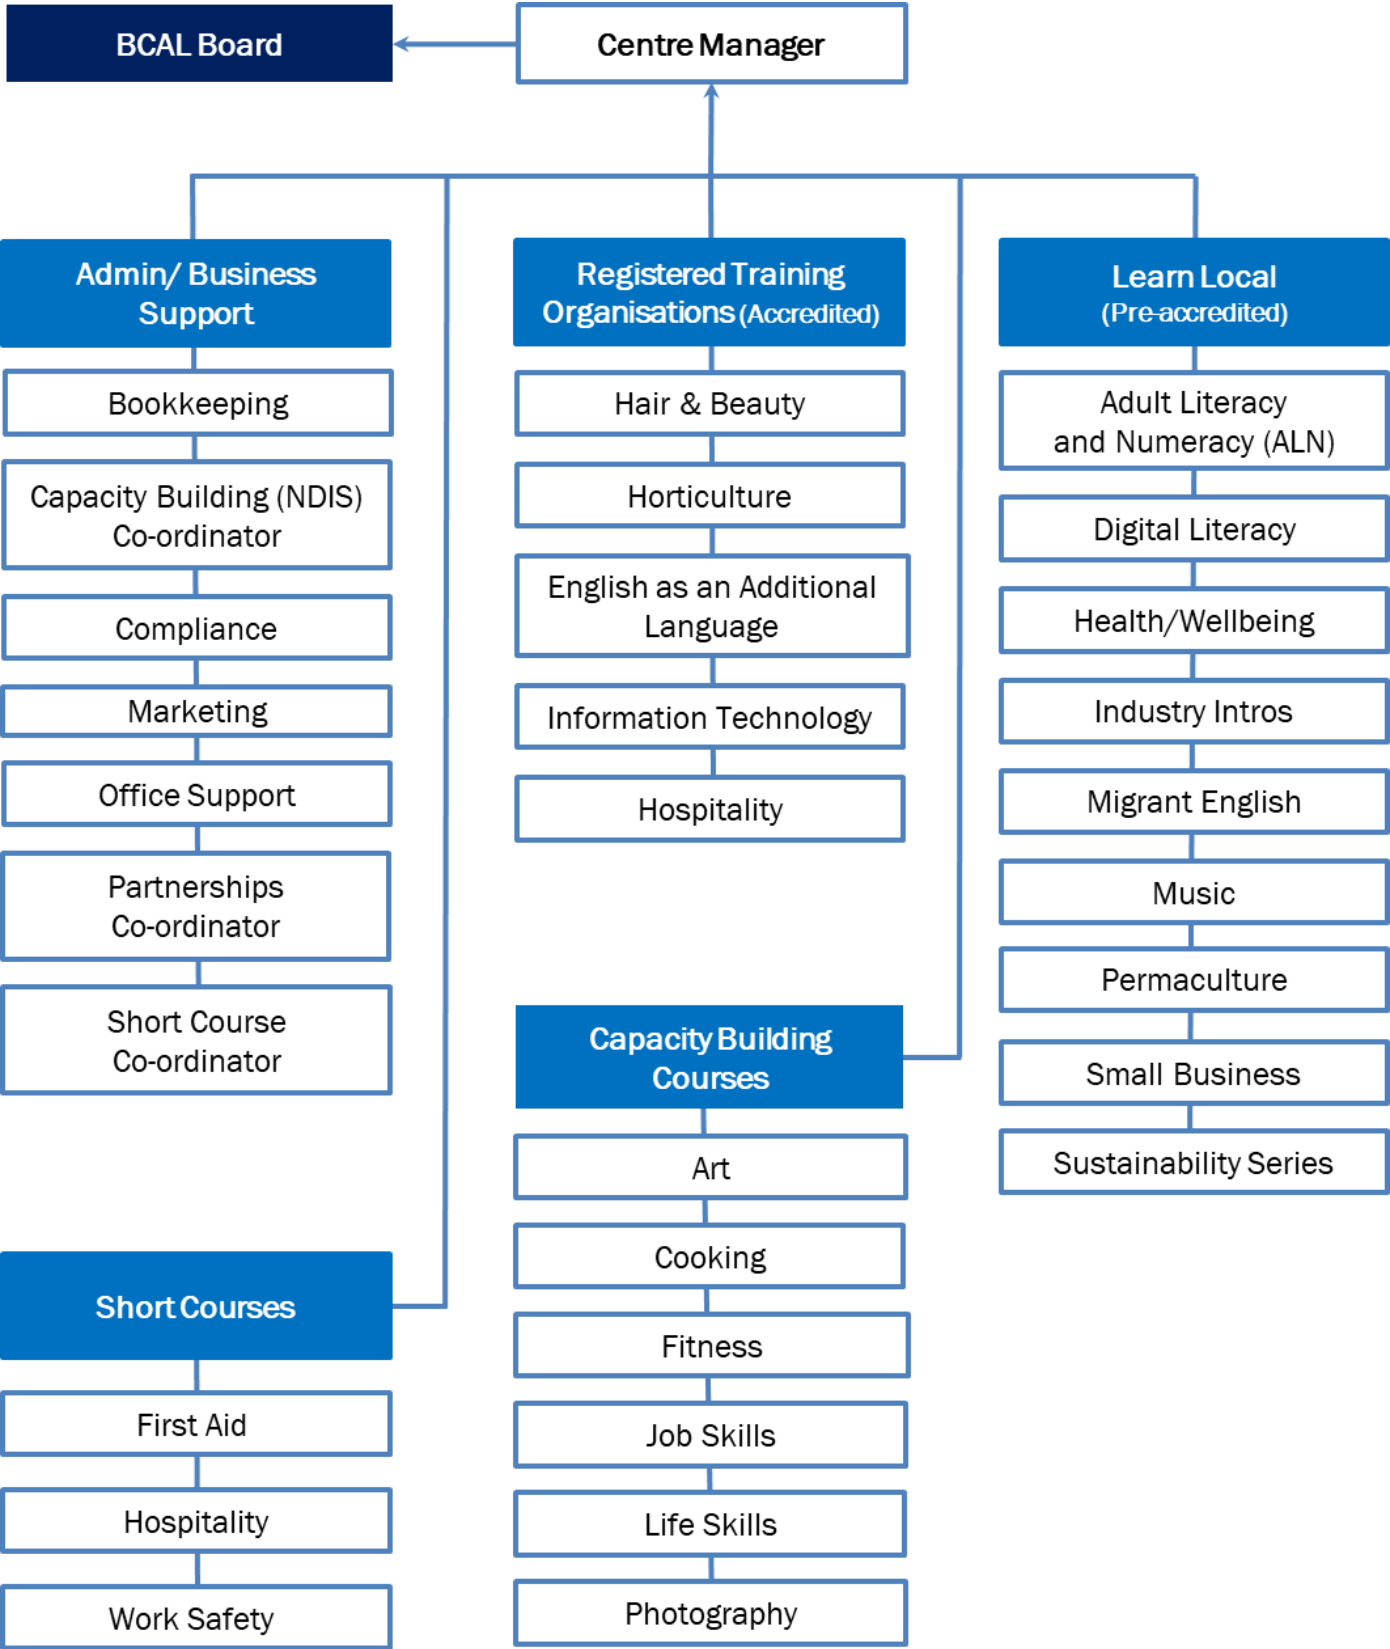 BCAL Board
Centre Manager
Admin/ Business
Support
Bookkeeping
Capacity Building (NDIS)
Co-ordinator
Compliance
Marketing
Office Support
Partnerships
Co-ordinator
Short Course
Co-ordinator
Registered Training
Organisations (Accredited)
Hair & Beauty
Horticulture
English as an Additional
Language
Information Technology
Hospitality
Learn Local
(Pre-accredited)
Adult Literacy
and Numeracy (ALN)
Digital Literacy
Health/Wellbeing
Industry Intros
Migrant English
Music
Permaculture
Small Business
Sustainability Series
Capacity Building
Courses
Art
Cooking
Fitness
Job Skills
Life Skills
Photography
Short Courses
First Aid
Hospitality
Work Safety